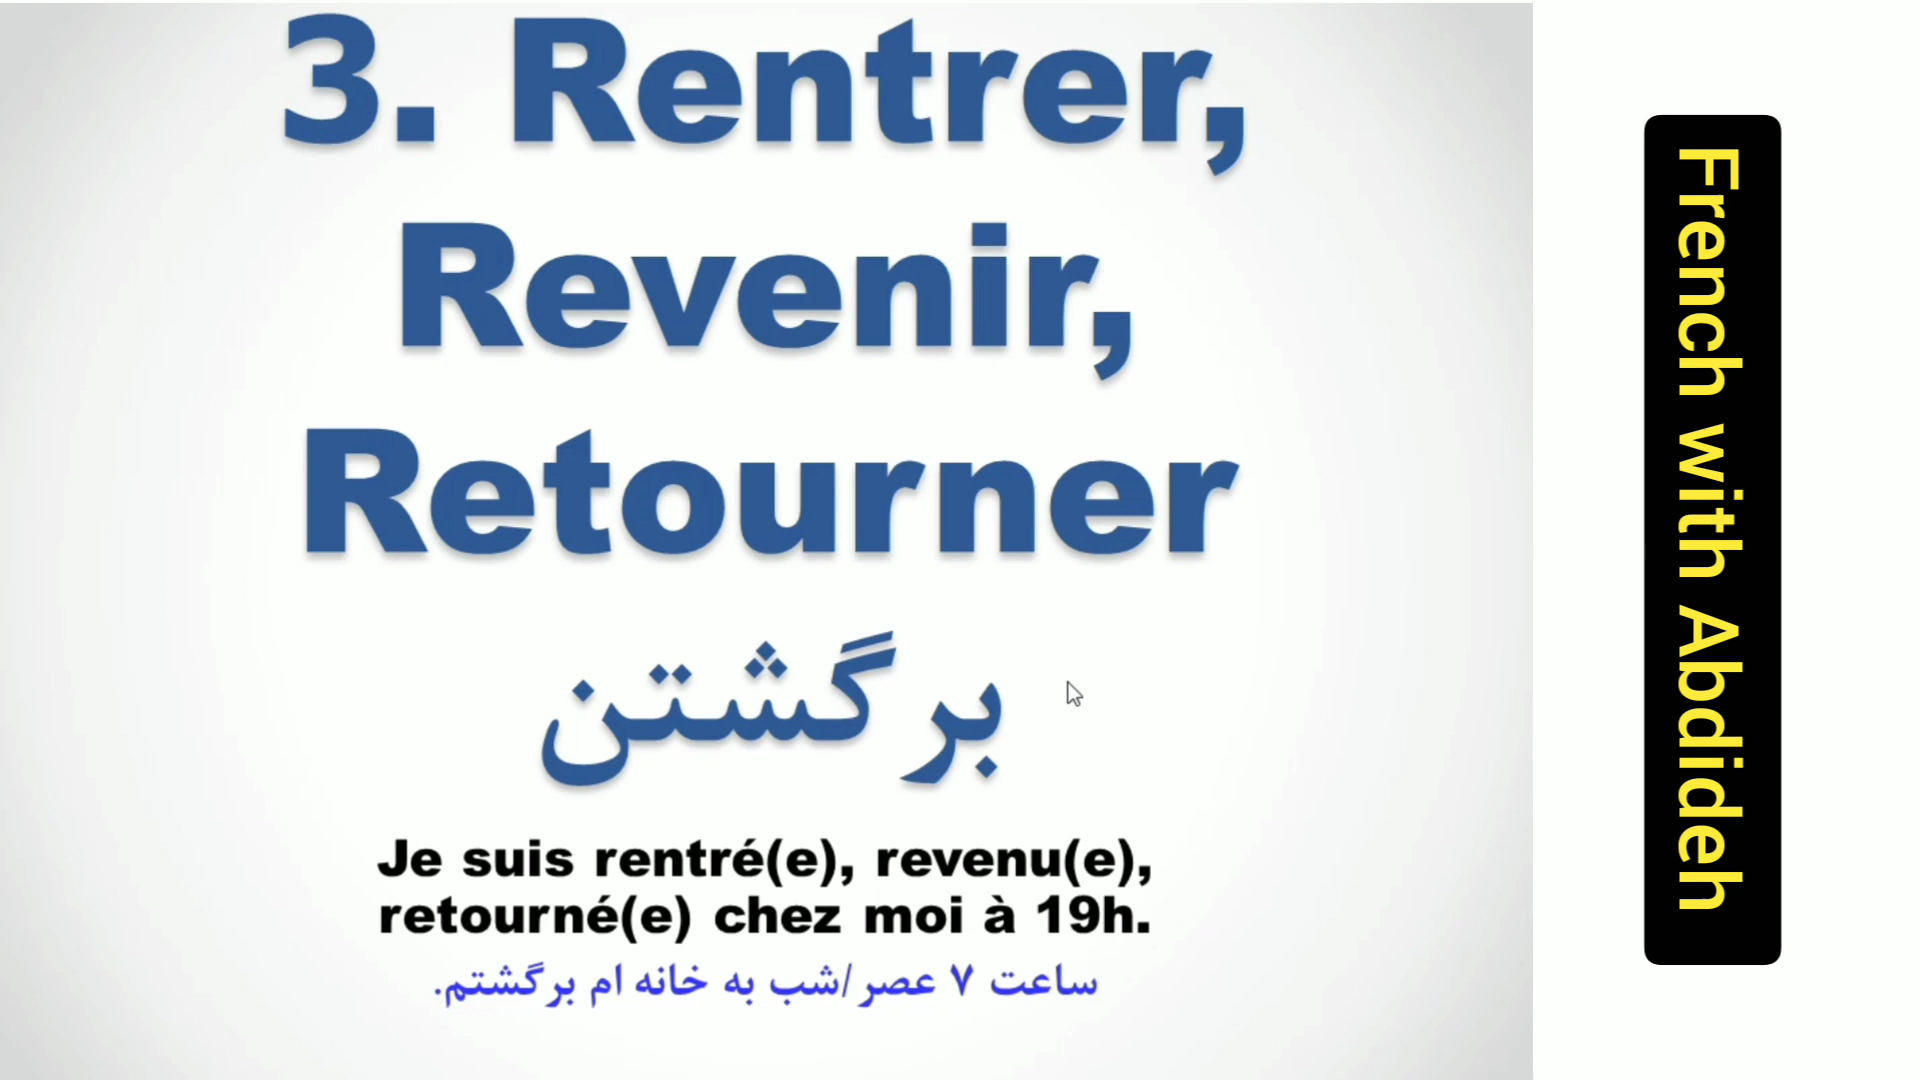 3. Rentrer,
Revenir,
Retourner
برگشتن
Je suis rentré(e), revenu(e),
retourné(e) chez moi à 19h.
ساعت ۷ عصر/شب به خانه ام برگشتم.
French with Abdideh